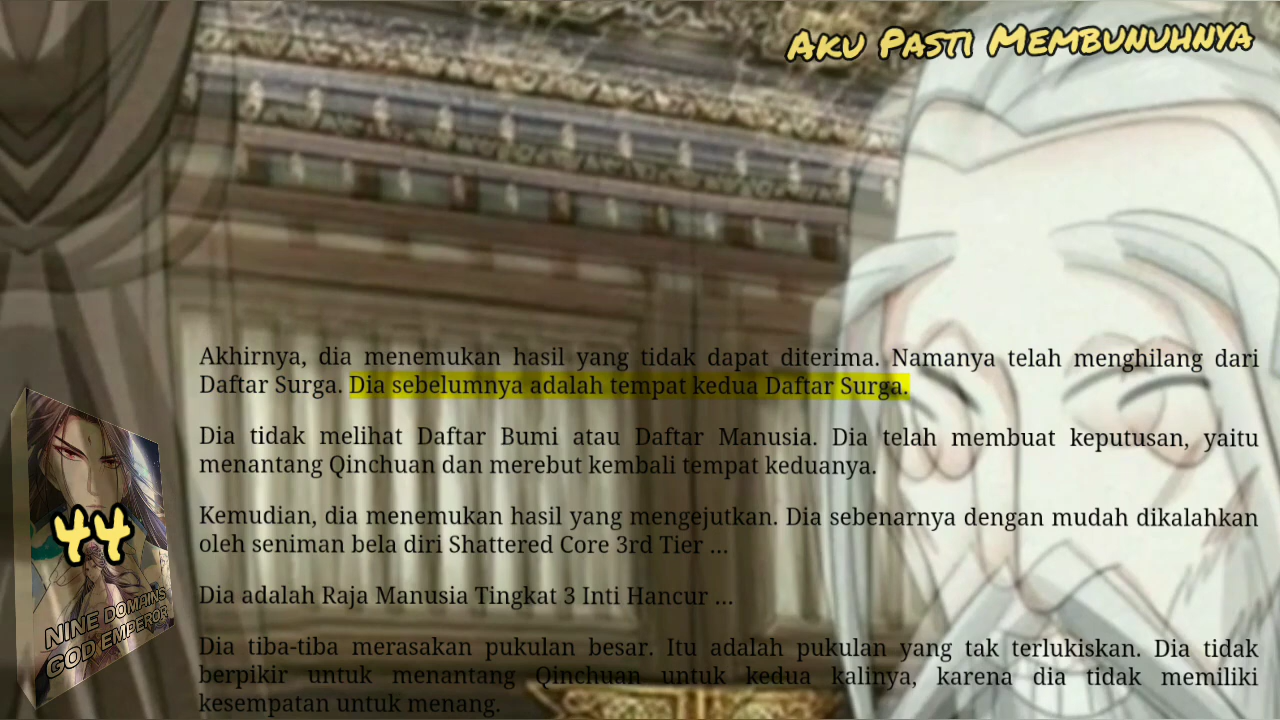 Aku Pasti Membunuhnya
Akhirnya, dia menemukan hasil yang tidak dapat diterima. Namanya telah menghilang dari
Daftar Surga. Dia sebelumnya adalah tempat kedua Daftar Surga.
Dia tidak melihat Daftar Bumi atau Daftar Manusia. Dia telah membuat keputusan, yaitu
menantang Qinchuan dan merebut kembali tempat keduanya.
Kemudian, dia menemukan hasil yang mengejutkan. Dia sebenarnya dengan mudah dikalahkan
oleh seniman bela diri Shattered Core 3rd Tier ...
Dia adalah Raja Manusia Tingkat 3 Inti Hancur ...
Dia tiba-tiba merasakan pukulan besar. Itu adalah pukulan yang tak terlukiskan. Dia tidak
berpikir untuk menantang Qinchuan untuk kedua kalinya, karena dia tidak memiliki
kesempatan untuk menang.
44
NINE DOMAINS
GOD EMPEROR